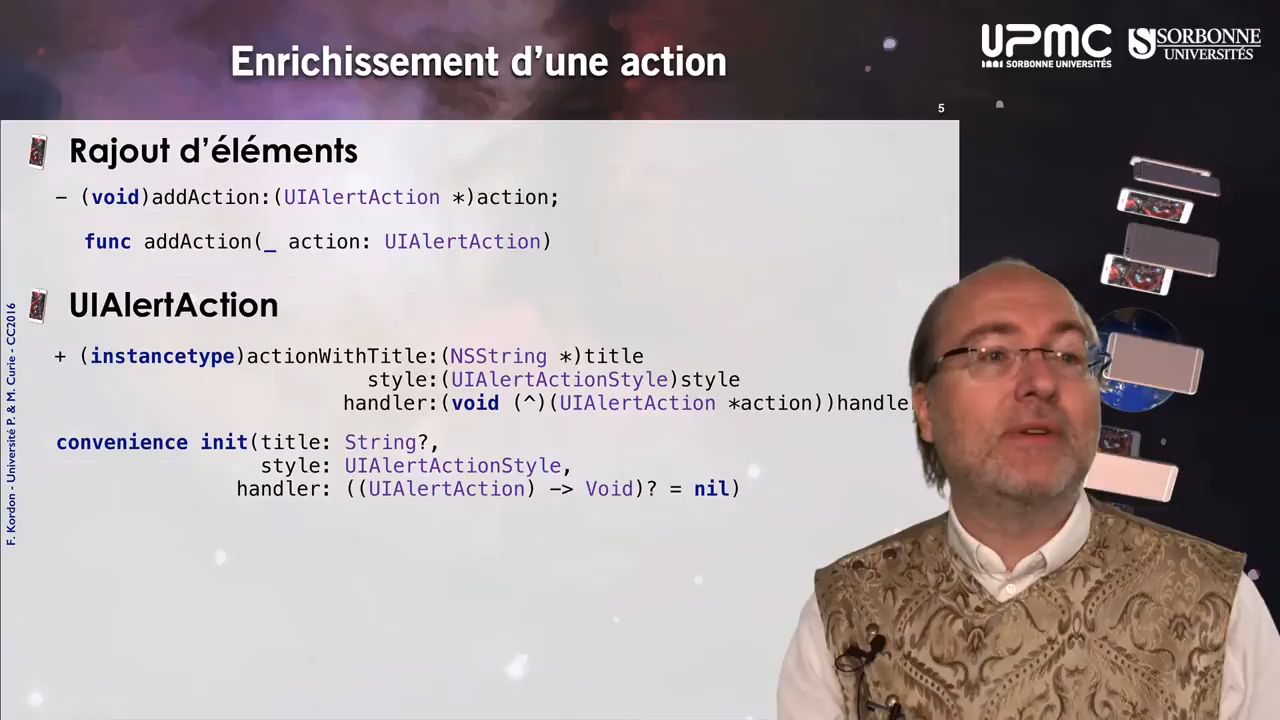 Enrichissement d’une action
UPMC
SORBONNE UNIVERSITÉS
SORBONNE
UNIVERSITÉS
5
Rajout d’éléments
– (void)addAction:(UIAlertAction *)action;
func addAction(_ action: UIAlertAction)
UIAlertAction
+ (instancetype)actionWithTitle:(NSString *)title
style:(UIAlertActionStyle)style
handler:(void (^)(UIAlertAction *action))handle
convenience init(title: String?,
style: UIAlertActionStyle,
handler: ((UIAlertAction) –> Void)? = nil)
F. Kordon - Université P. & M. Curie - CC2016